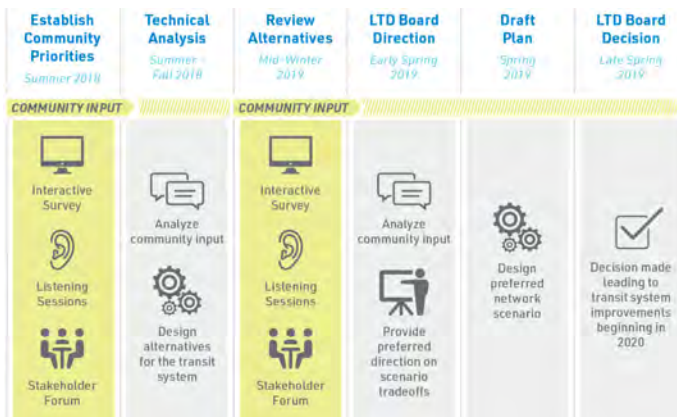 Establish
Community
Priorities
Summer 2018
Technical
Analysis
Summer -
Fall 2018
Review
Alternatives
Mid-Winter
2019
LTD Board
Direction
Early Spring
2019
Draft
Plan
Spring
2019
LTD Board
Decision
Late Spring
2019
COMMUNITY INPUT
COMMUNITY INPUT
Interactive
Survey
Listening
Sessions
Stakeholder
Forum
Analyze
community input
Design
alternatives
for the transit
system
Interactive
Survey
Listening
Sessions
Stakeholder
Forum
Analyze
community input
Provide
preferred
direction on
scenario
tradeoffs
Design
preferred
network
scenario
Decision made
leading to
transit system
improvements
beginning in
2020